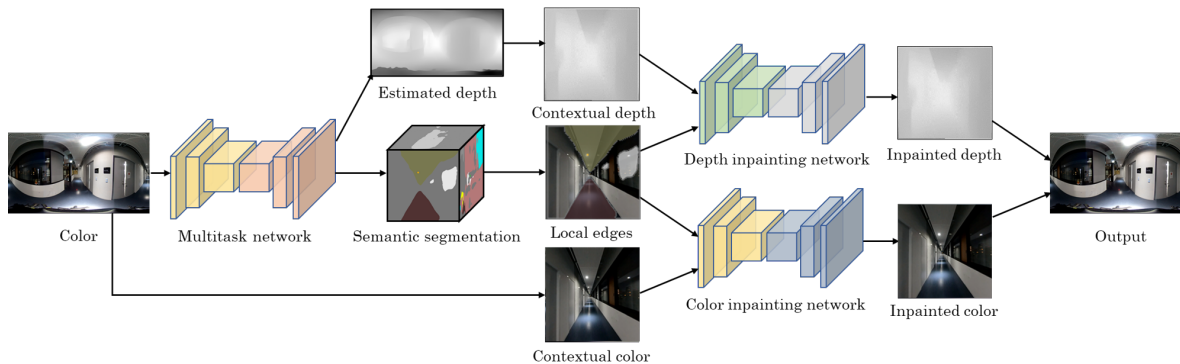 Estimated depth
Contextual depth
Depth inpainting network
Inpainted depth
Color
Multitask network
Semantic segmentation
Local edges
Output
Color inpainting network
Inpainted color
Contextual color